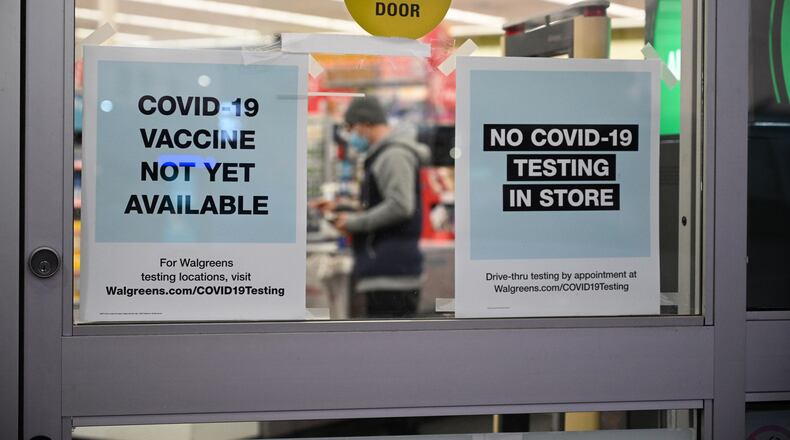 DOOR
COVID-19
VACCINE
NOT YET
AVAILABLE
For Walgreens
testing locations, visit
Walgreens.com/COVID19Testing
NO COVID-19
TESTING
IN STORE
Drive-thru testing by appointment at
Walgreens.com/COVID19Testing